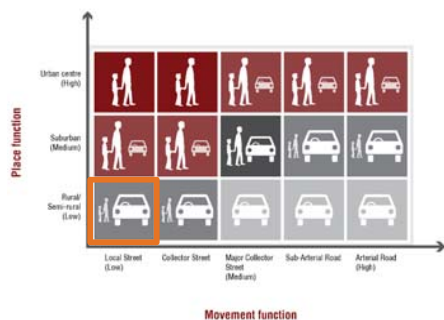 Place function
Urban centre
(High)
Suburban
(Medium)
Rural/
Semi-rural
(Low)
Local Street
(Low)
Collector Street
Major Collector
Street
(Medium)
Sub-Arterial Road
Arterial Road
(High)
Movement function